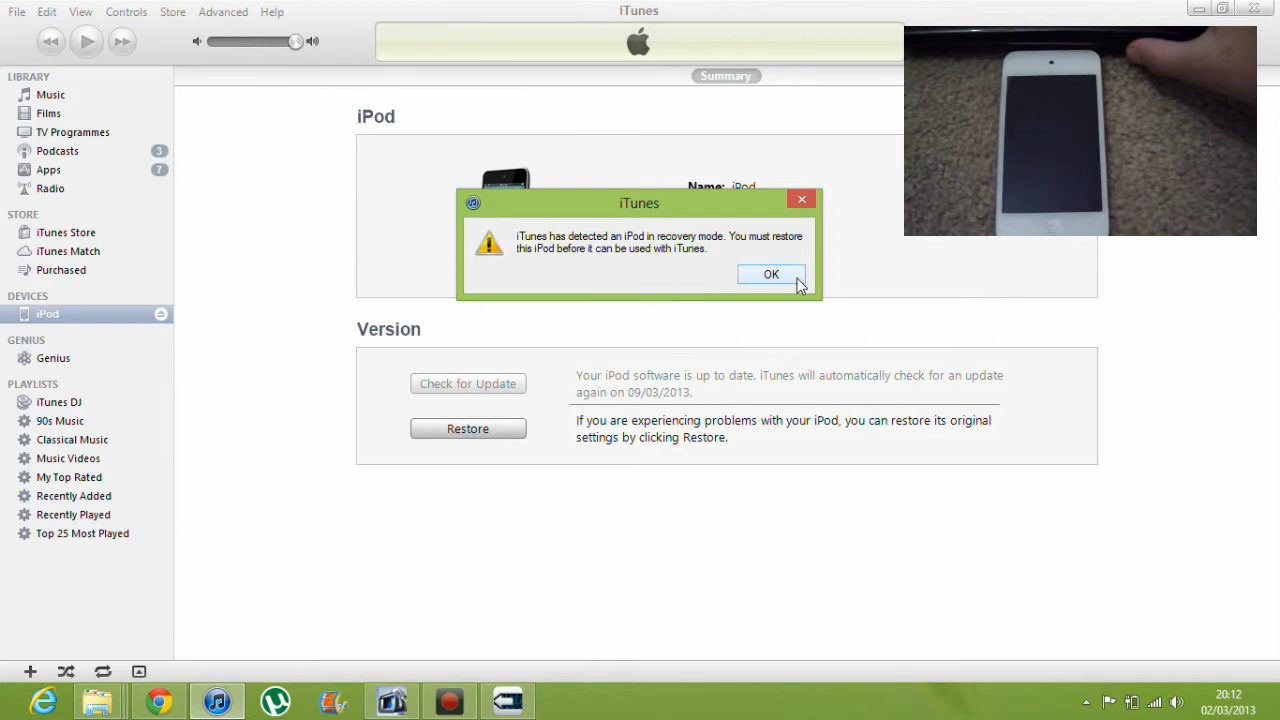 File Edit View Controls Store Advanced Help
iTunes
Summary
LIBRARY
Music
Films
TV Programmes
Podcasts 3
Apps 7
Radio
STORE
iTunes Store
iTunes Match
Purchased
DEVICES
iPod
GENIUS
Genius
PLAYLISTS
iTunes DJ
90s Music
Classical Music
Music Videos
My Top Rated
Recently Added
Recently Played
Top 25 Most Played
iPod
Name: iPod
iTunes
iTunes has detected an iPod in recovery mode. You must restore
this iPod before it can be used with iTunes.
OK
Version
Check for Update
Your iPod software is up to date. iTunes will automatically check for an update
again on 09/03/2013.
Restore
If you are experiencing problems with your iPod, you can restore its original
settings by clicking Restore.
20:12
02/03/2013